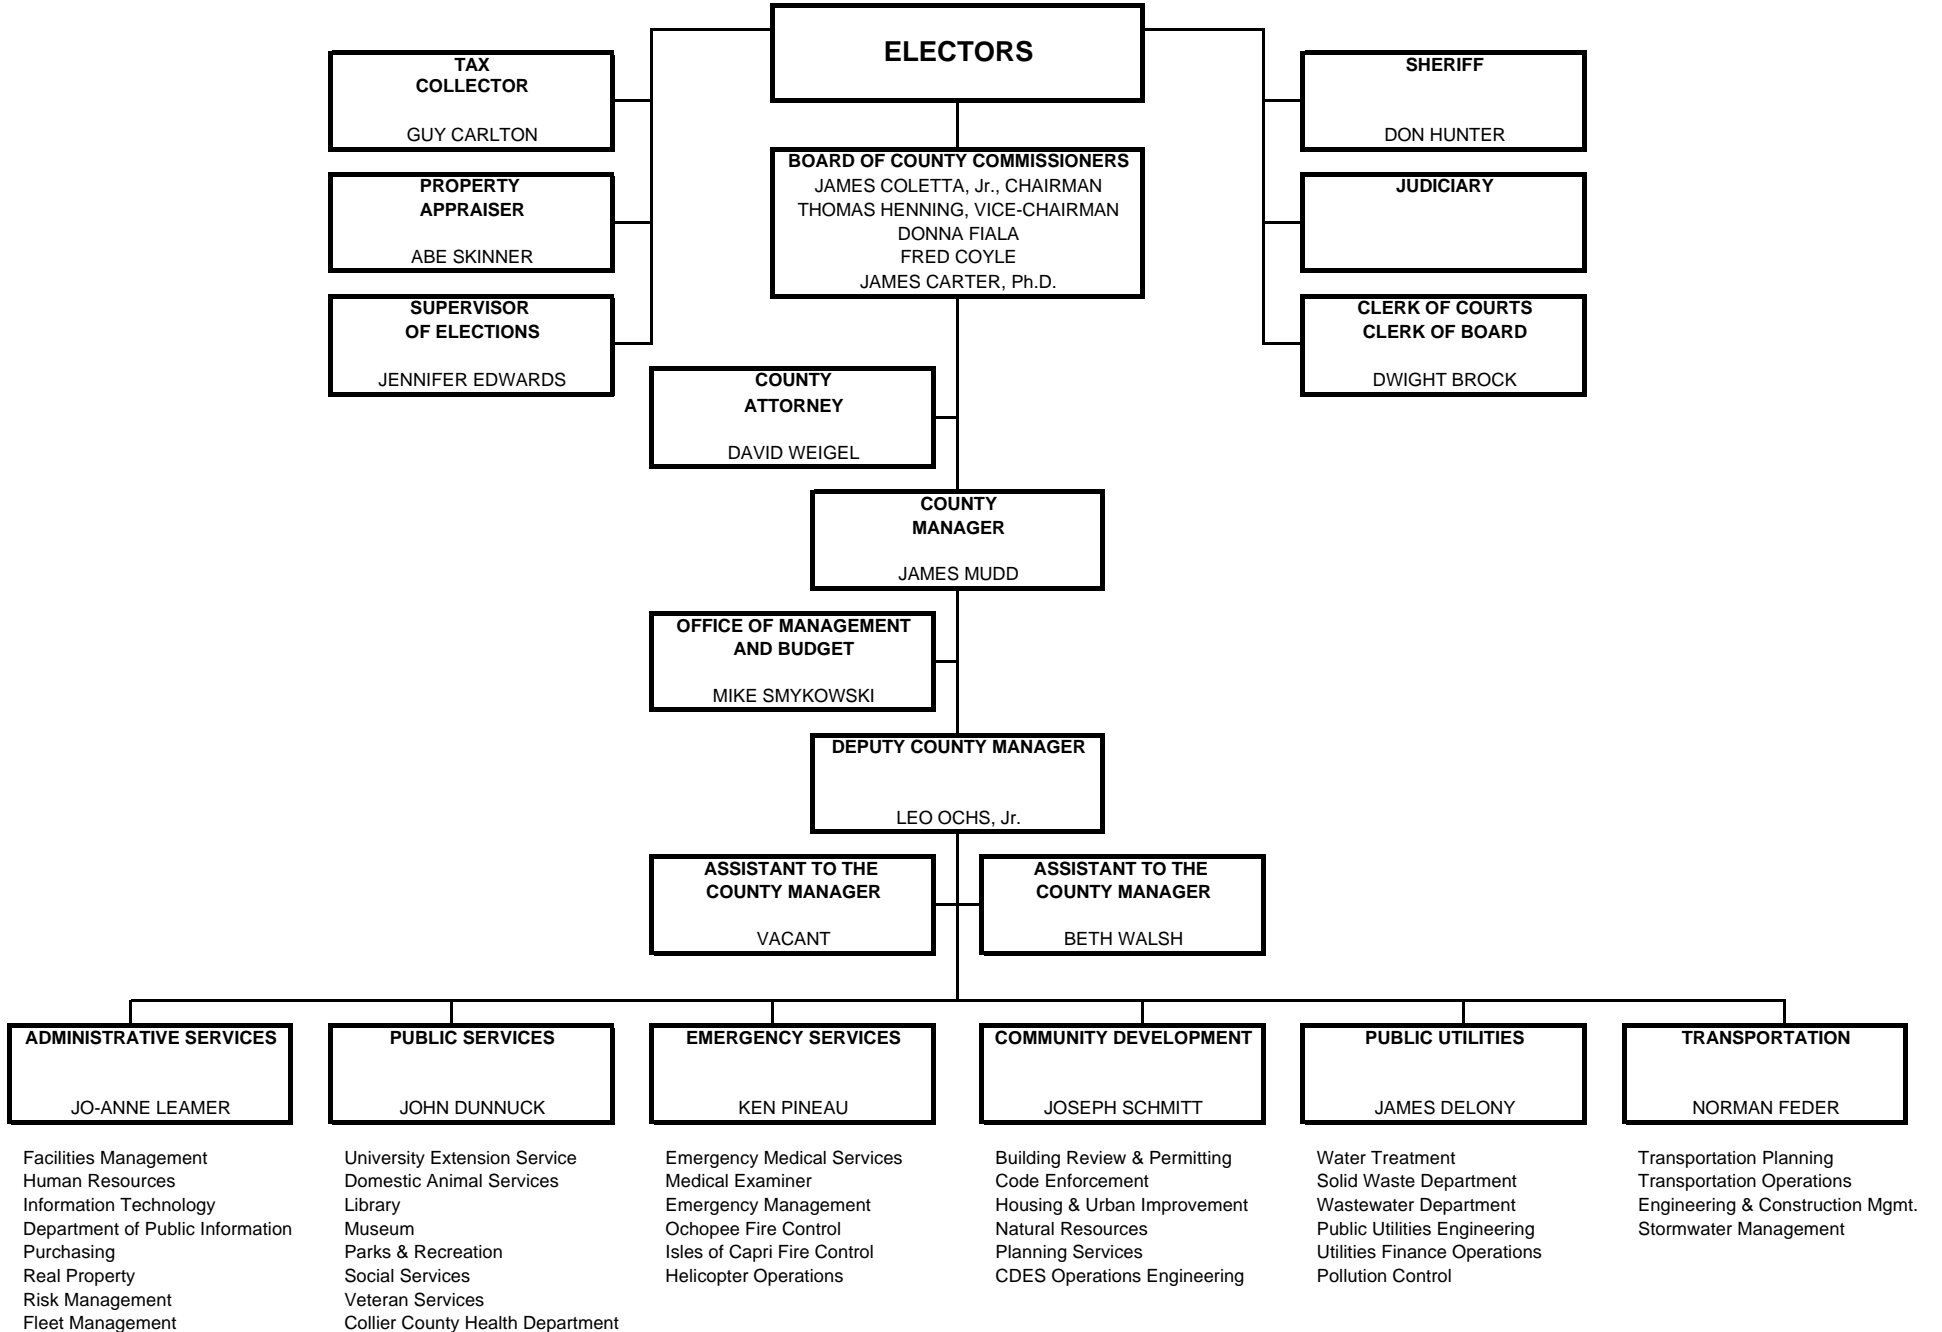 ELECTORS
TAX
COLLECTOR
GUY CARLTON
SHERIFF
DON HUNTER
BOARD OF COUNTY COMMISSIONERS
JAMES COLETTA, Jr., CHAIRMAN
THOMAS HENNING, VICE-CHAIRMAN
DONNA FIALA
FRED COYLE
JAMES CARTER, Ph.D.
PROPERTY
APPRAISER
ABE SKINNER
JUDICIARY
SUPERVISOR
OF ELECTIONS
JENNIFER EDWARDS
CLERK OF COURTS
CLERK OF BOARD
DWIGHT BROCK
COUNTY
ATTORNEY
DAVID WEIGEL
COUNTY
MANAGER
JAMES MUDD
OFFICE OF MANAGEMENT
AND BUDGET
MIKE SMYKOWSKI
DEPUTY COUNTY MANAGER
LEO OCHS, Jr.
ASSISTANT TO THE
COUNTY MANAGER
VACANT
ASSISTANT TO THE
COUNTY MANAGER
BETH WALSH
ADMINISTRATIVE SERVICES
JO-ANNE LEAMER
Facilities Management
Human Resources
Information Technology
Department of Public Information
Purchasing
Real Property
Risk Management
Fleet Management
PUBLIC SERVICES
JOHN DUNNUCK
University Extension Service
Domestic Animal Services
Library
Museum
Parks & Recreation
Social Services
Veteran Services
Collier County Health Department
EMERGENCY SERVICES
KEN PINEAU
Emergency Medical Services
Medical Examiner
Emergency Management
Ochopee Fire Control
Isles of Capri Fire Control
Helicopter Operations
COMMUNITY DEVELOPMENT
JOSEPH SCHMITT
Building Review & Permitting
Code Enforcement
Housing & Urban Improvement
Natural Resources
Planning Services
CDES Operations Engineering
PUBLIC UTILITIES
JAMES DELONY
Water Treatment
Solid Waste Department
Wastewater Department
Public Utilities Engineering
Utilities Finance Operations
Pollution Control
TRANSPORTATION
NORMAN FEDER
Transportation Planning
Transportation Operations
Engineering & Construction Mgmt.
Stormwater Management